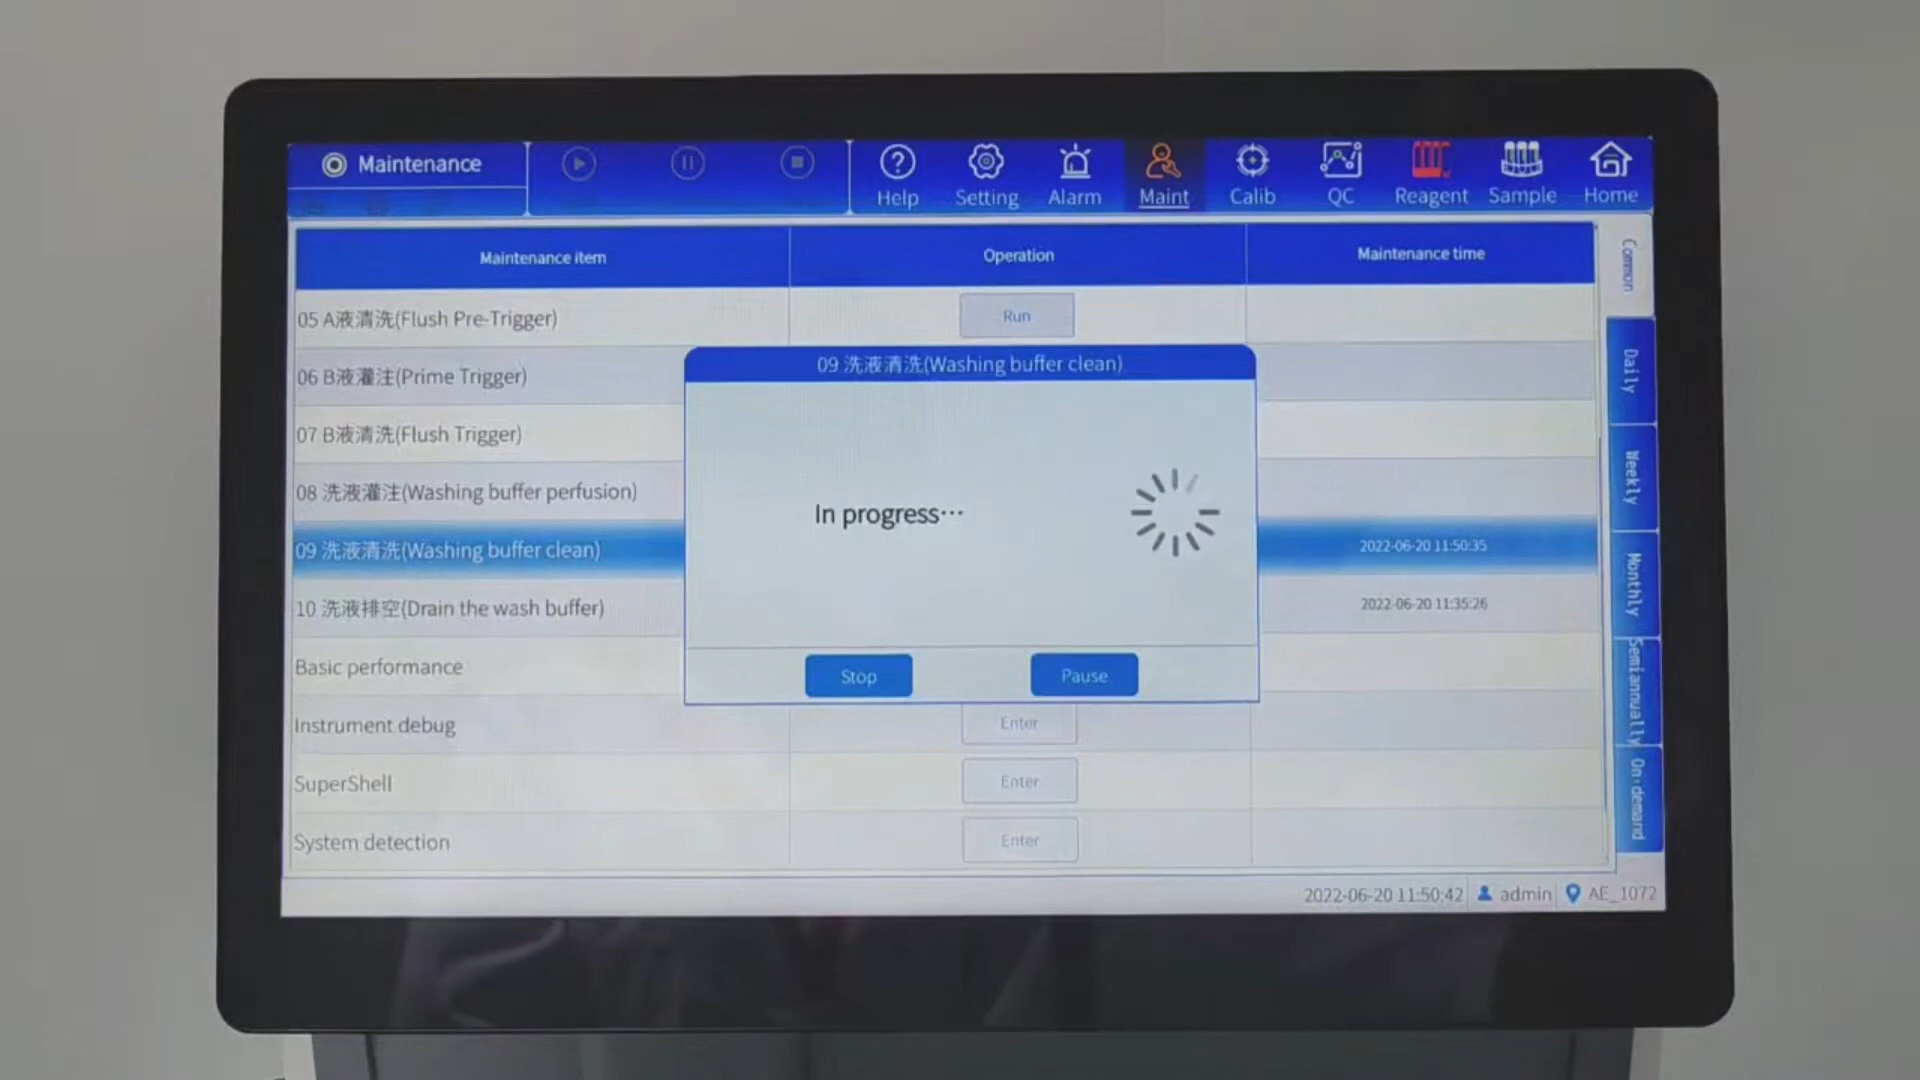 Maintenance
Help
Setting
Alarm
Maint
Calib
QC
Reagent
Sample
Home
Maintenance item
Operation
Maintenance time
05 A液清洗(Flush Pre-Trigger)
Run
06 B液灌注(Prime Trigger)
07 B液清洗(Flush Trigger)
08 洗液灌注(Washing buffer perfusion)
09 洗液清洗(Washing buffer clean)
2022-06-20 11:50:35
10 洗液排空(Drain the wash buffer)
2022-06-20 11:35:26
Basic performance
Instrument debug
Enter
SuperShell
Enter
System detection
Enter
09 洗液清洗(Washing buffer clean)
In progress…
Stop
Pause
Common
Daily
Weekly
Monthly
Semiannually
On-demand
2022-06-20 11:50:42
admin
AE_1072